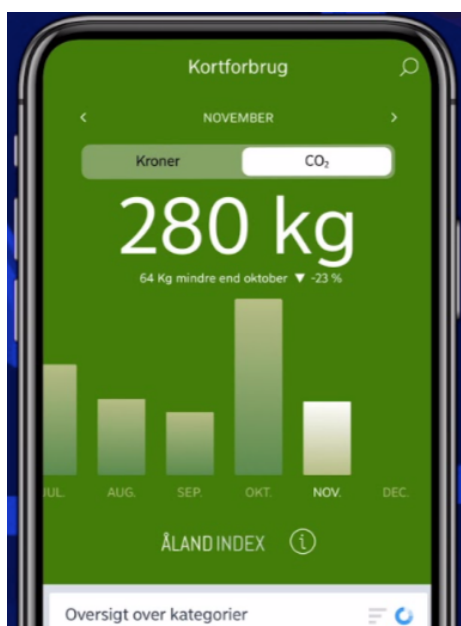 Kortforbrug
NOVEMBER
Kroner CO₂
280 kg
64 Kg mindre end oktober ▼ -23 %
JUL. AUG. SEP. OKT. NOV. DEC.
ÅLAND INDEX
Oversigt over kategorier